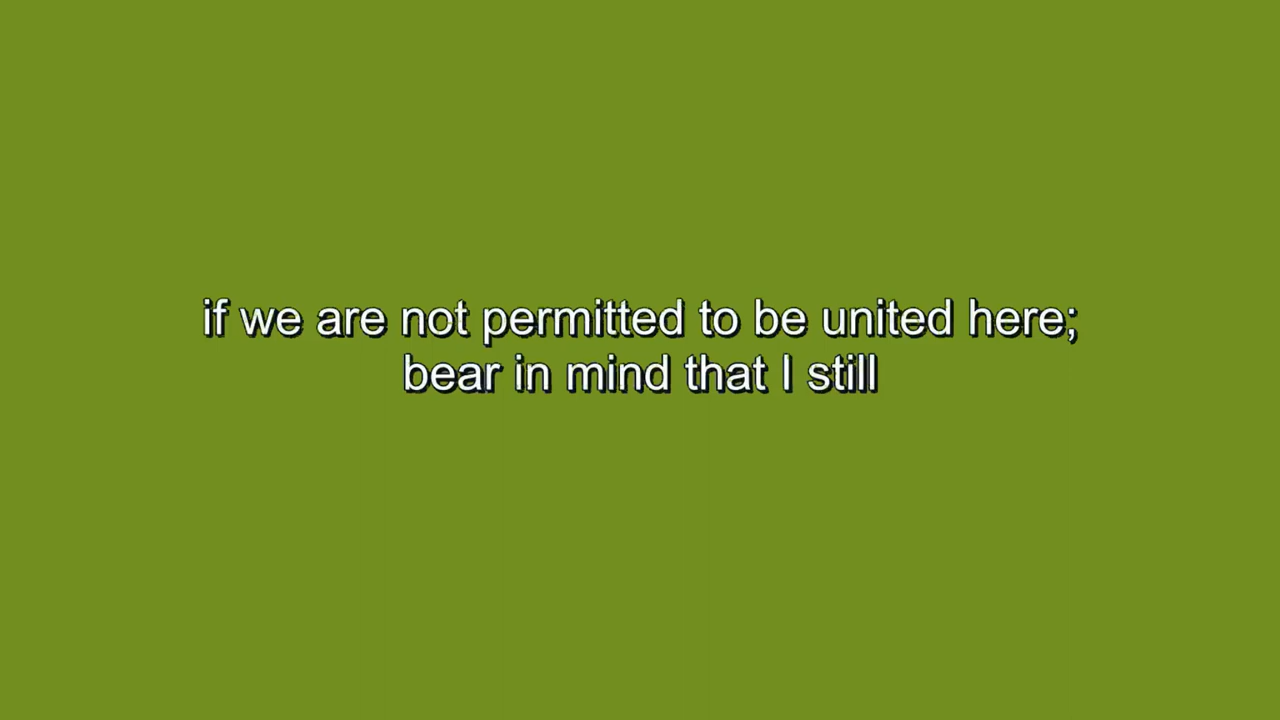 if we are not permitted to be united here;
bear in mind that I still